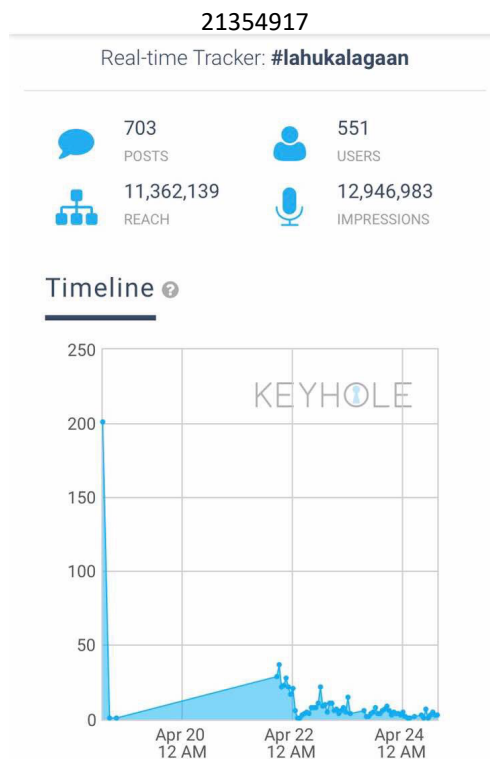 21354917
Real-time Tracker: #lahukalagaan
703
POSTS
551
USERS
11,362,139
REACH
12,946,983
IMPRESSIONS
Timeline ?
KEYHOLE
250
200
150
100
50
0
Apr 20
12 AM
Apr 22
12 AM
Apr 24
12 AM